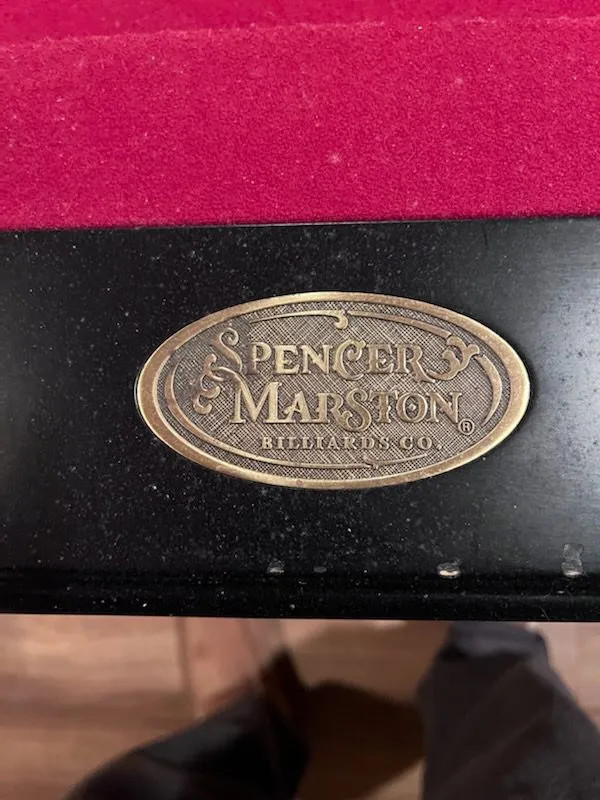 SPENCER
MARSTON
®
BILLIARDS CO.